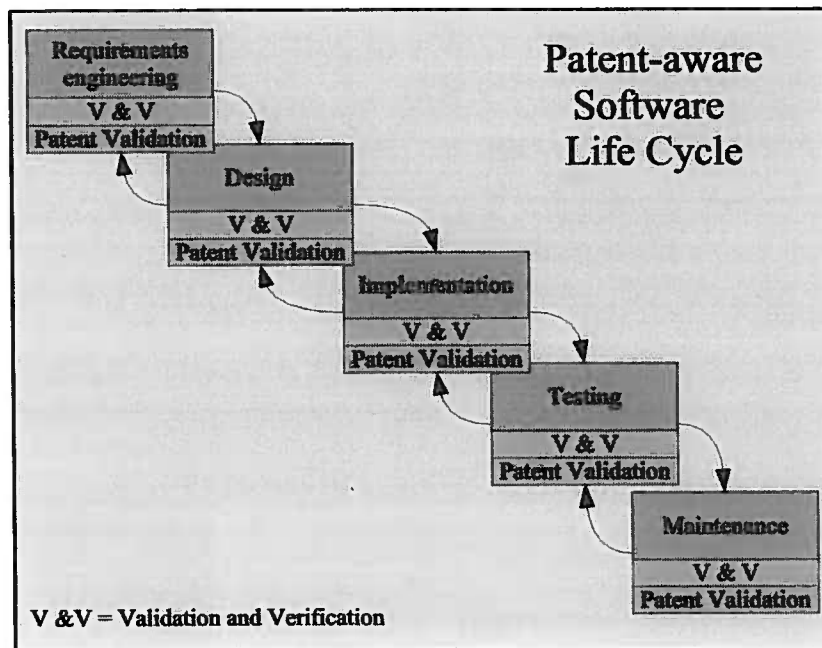 Requirements
engineering
V & V
Patent Validation
Patent-aware
Software
Life Cycle
Design
V & V
Patent Validation
Implementation
V & V
Patent Validation
Testing
V & V
Patent Validation
Maintenance
V & V
Patent Validation
V &V = Validation and Verification